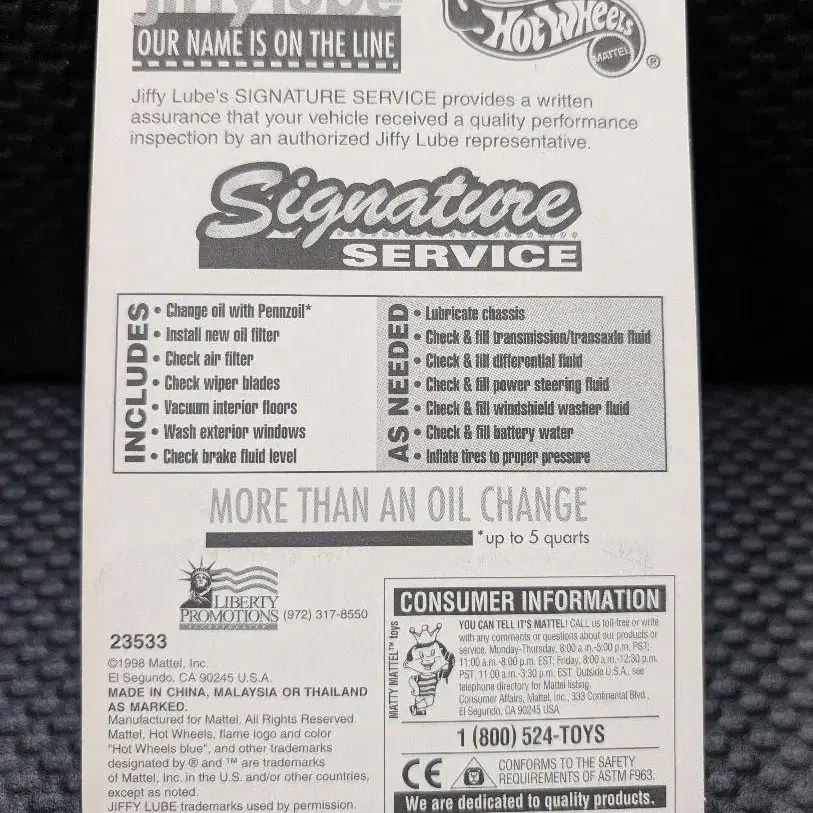 jiffy lube
OUR NAME IS ON THE LINE
Hot Wheels
MATTEL
®
Jiffy Lube's SIGNATURE SERVICE provides a written
assurance that your vehicle received a quality performance
inspection by an authorized Jiffy Lube representative.
Signature
SERVICE
INCLUDES
• Change oil with Pennzoil*
• Install new oil filter
• Check air filter
• Check wiper blades
• Vacuum interior floors
• Wash exterior windows
• Check brake fluid level
AS NEEDED
• Lubricate chassis
• Check & fill transmission/transaxle fluid
• Check & fill differential fluid
• Check & fill power steering fluid
• Check & fill windshield washer fluid
• Check & fill battery water
• Inflate tires to proper pressure
MORE THAN AN OIL CHANGE
*up to 5 quarts
LIBERTY
PROMOTIONS (972) 317-8550
23533
©1998 Mattel, Inc.
El Segundo, CA 90245 U.S.A.
MADE IN CHINA, MALAYSIA OR THAILAND
AS MARKED.
Manufactured for Mattel. All Rights Reserved.
Mattel, Hot Wheels, flame logo and color
"Hot Wheels blue", and other trademarks
designated by ® and ™ are trademarks
of Mattel, Inc. in the U.S. and/or other countries,
except as noted.
JIFFY LUBE trademarks used by permission.
CONSUMER INFORMATION
MATTY MATTEL™ toys
YOU CAN TELL IT'S MATTEL! CALL us toll-free or write
with any comments or questions about our products or
service. Monday-Thursday, 8:00 a.m.-5:00 p.m. PST;
11:00 a.m.-8:00 p.m. EST; Friday, 8:00 a.m.-12:30 p.m.
PST, 11:00 a.m.-3:30 p.m. EST. Outside U.S.A., see
telephone directory for Mattel listing.
Consumer Affairs, Mattel, Inc., 333 Continental Blvd.,
El Segundo, CA 90245 USA
1 (800) 524-TOYS
CE
CONFORMS TO THE SAFETY
REQUIREMENTS OF ASTM F963.
We are dedicated to quality products.